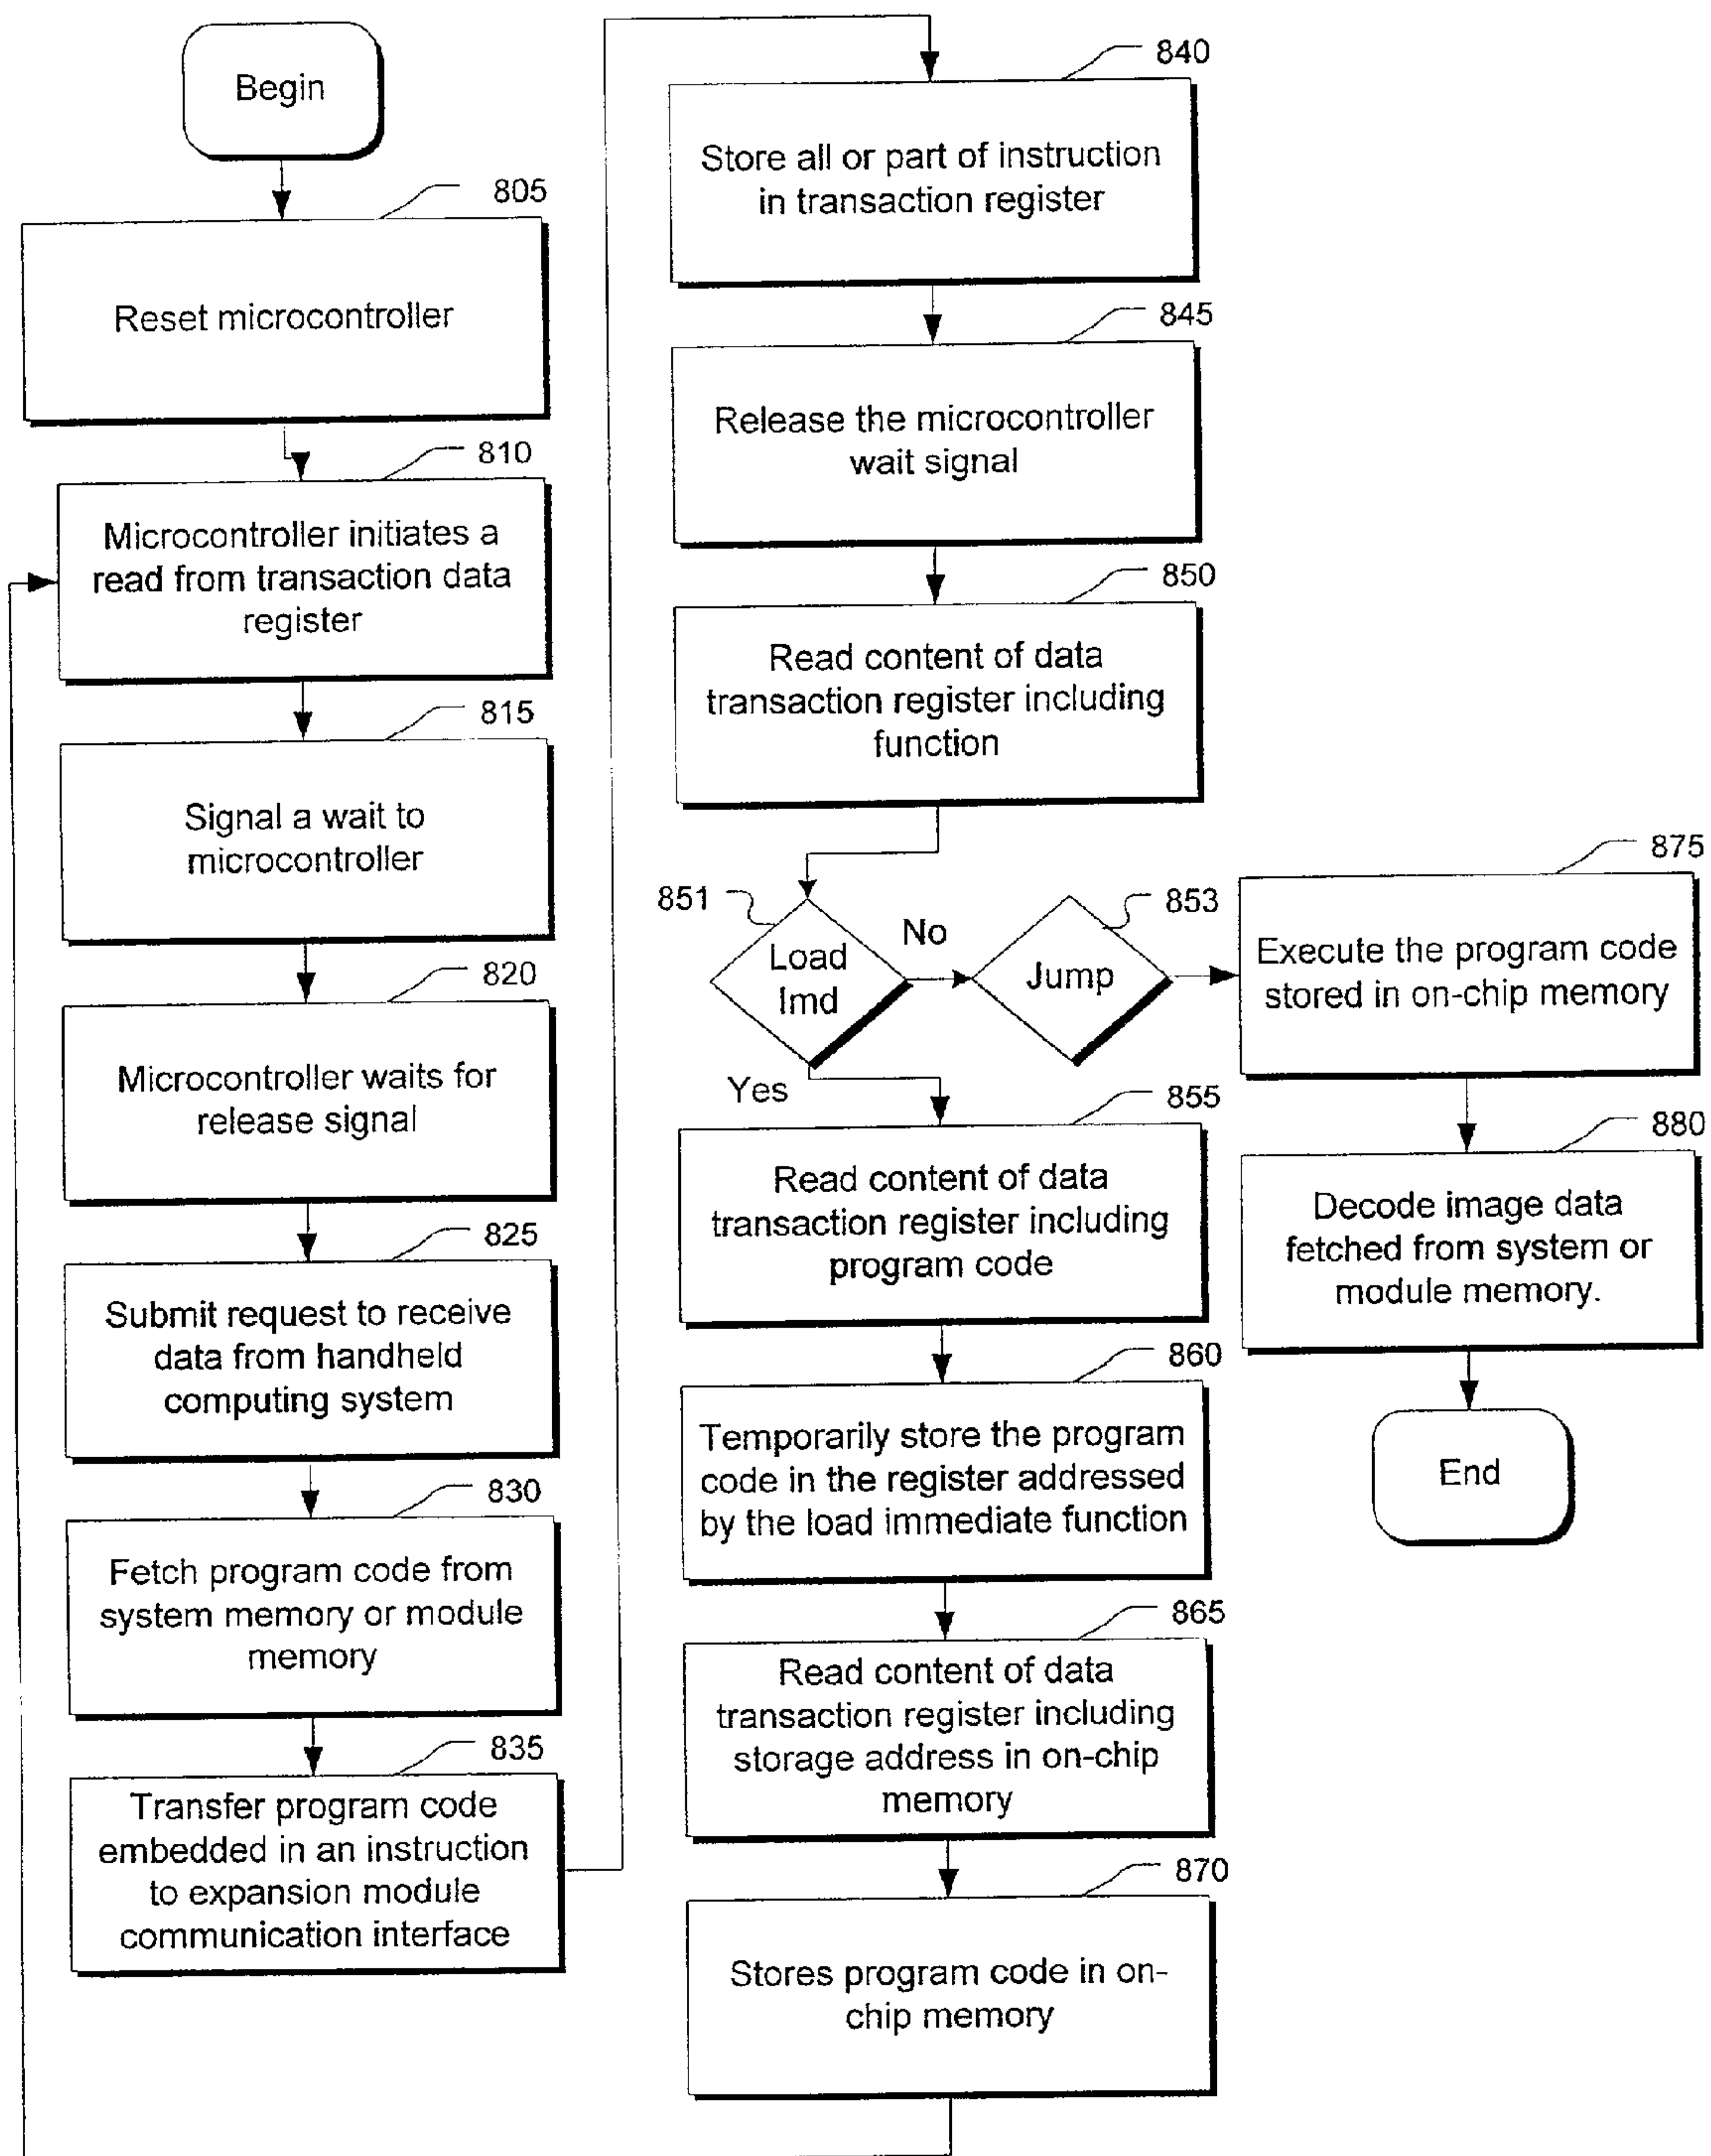 Begin
805
Reset microcontroller
810
Microcontroller initiates a
read from transaction data
register
815
Signal a wait to
microcontroller
820
Microcontroller waits for
release signal
825
Submit request to receive
data from handheld
computing system
830
Fetch program code from
system memory or module
memory
835
Transfer program code
embedded in an instruction
to expansion module
communication interface
840
Store all or part of instruction
in transaction register
845
Release the microcontroller
wait signal
850
Read content of data
transaction register including
function
851
Load
Imd
No
Yes
853
Jump
855
Read content of data
transaction register including
program code
860
Temporarily store the program
code in the register addressed
by the load immediate function
865
Read content of data
transaction register including
storage address in on-chip
memory
870
Stores program code in on-
chip memory
875
Execute the program code
stored in on-chip memory
880
Decode image data
fetched from system or
module memory.
End